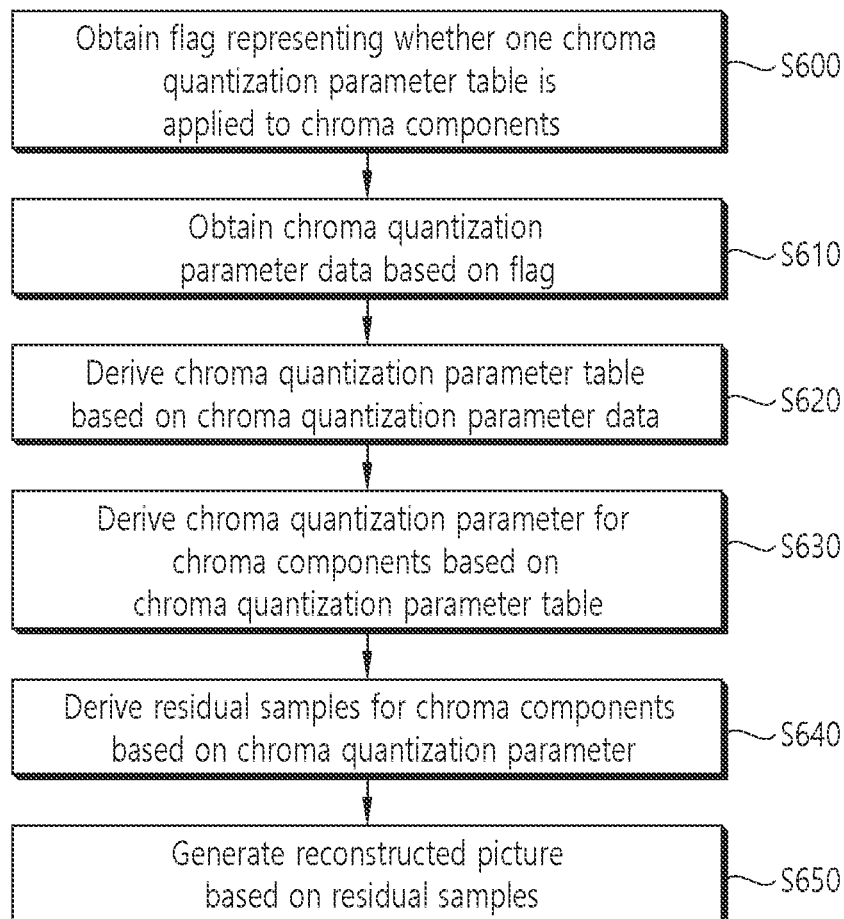 Obtain flag representing whether one chroma
quantization parameter table is
applied to chroma components
S600
Obtain chroma quantization
parameter data based on flag
S610
Derive chroma quantization parameter table
based on chroma quantization parameter data
S620
Derive chroma quantization parameter for
chroma components based on
chroma quantization parameter table
S630
Derive residual samples for chroma components
based on chroma quantization parameter
S640
Generate reconstructed picture
based on residual samples
S650